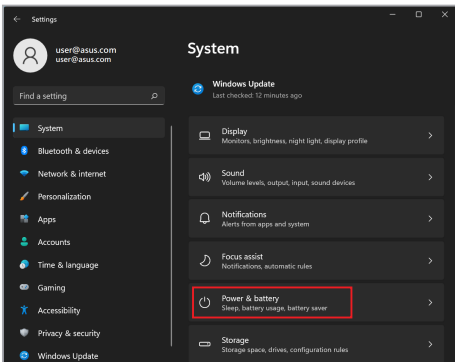 Settings
user@asus.com
user@asus.com
Find a setting
System
Bluetooth & devices
Network & internet
Personalization
Apps
Accounts
Time & language
Gaming
Accessibility
Privacy & security
Windows Update
System
Windows Update
Last checked: 12 minutes ago
Display
Monitors, brightness, night light, display profile
Sound
Volume levels, output, input, sound devices
Notifications
Alerts from apps and system
Focus assist
Notifications, automatic rules
Power & battery
Sleep, battery usage, battery saver
Storage
Storage space, drives, configuration rules